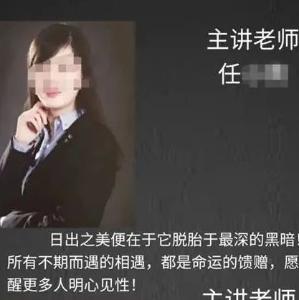 主讲老师
任
日出之美便在于它脱胎于最深的黑暗!
所有不期而遇的相遇，都是命运的馈赠，愿
醒更多人明心见性！
主讲老师